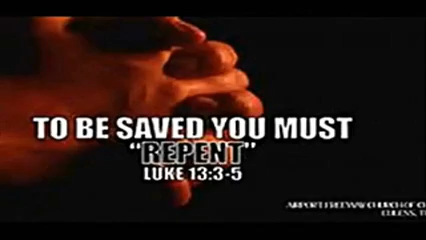 TO BE SAVED YOU MUST
"REPENT"
LUKE 13:3-5
AIRPORT FREEWAY CHURCH OF C
EULESS, T